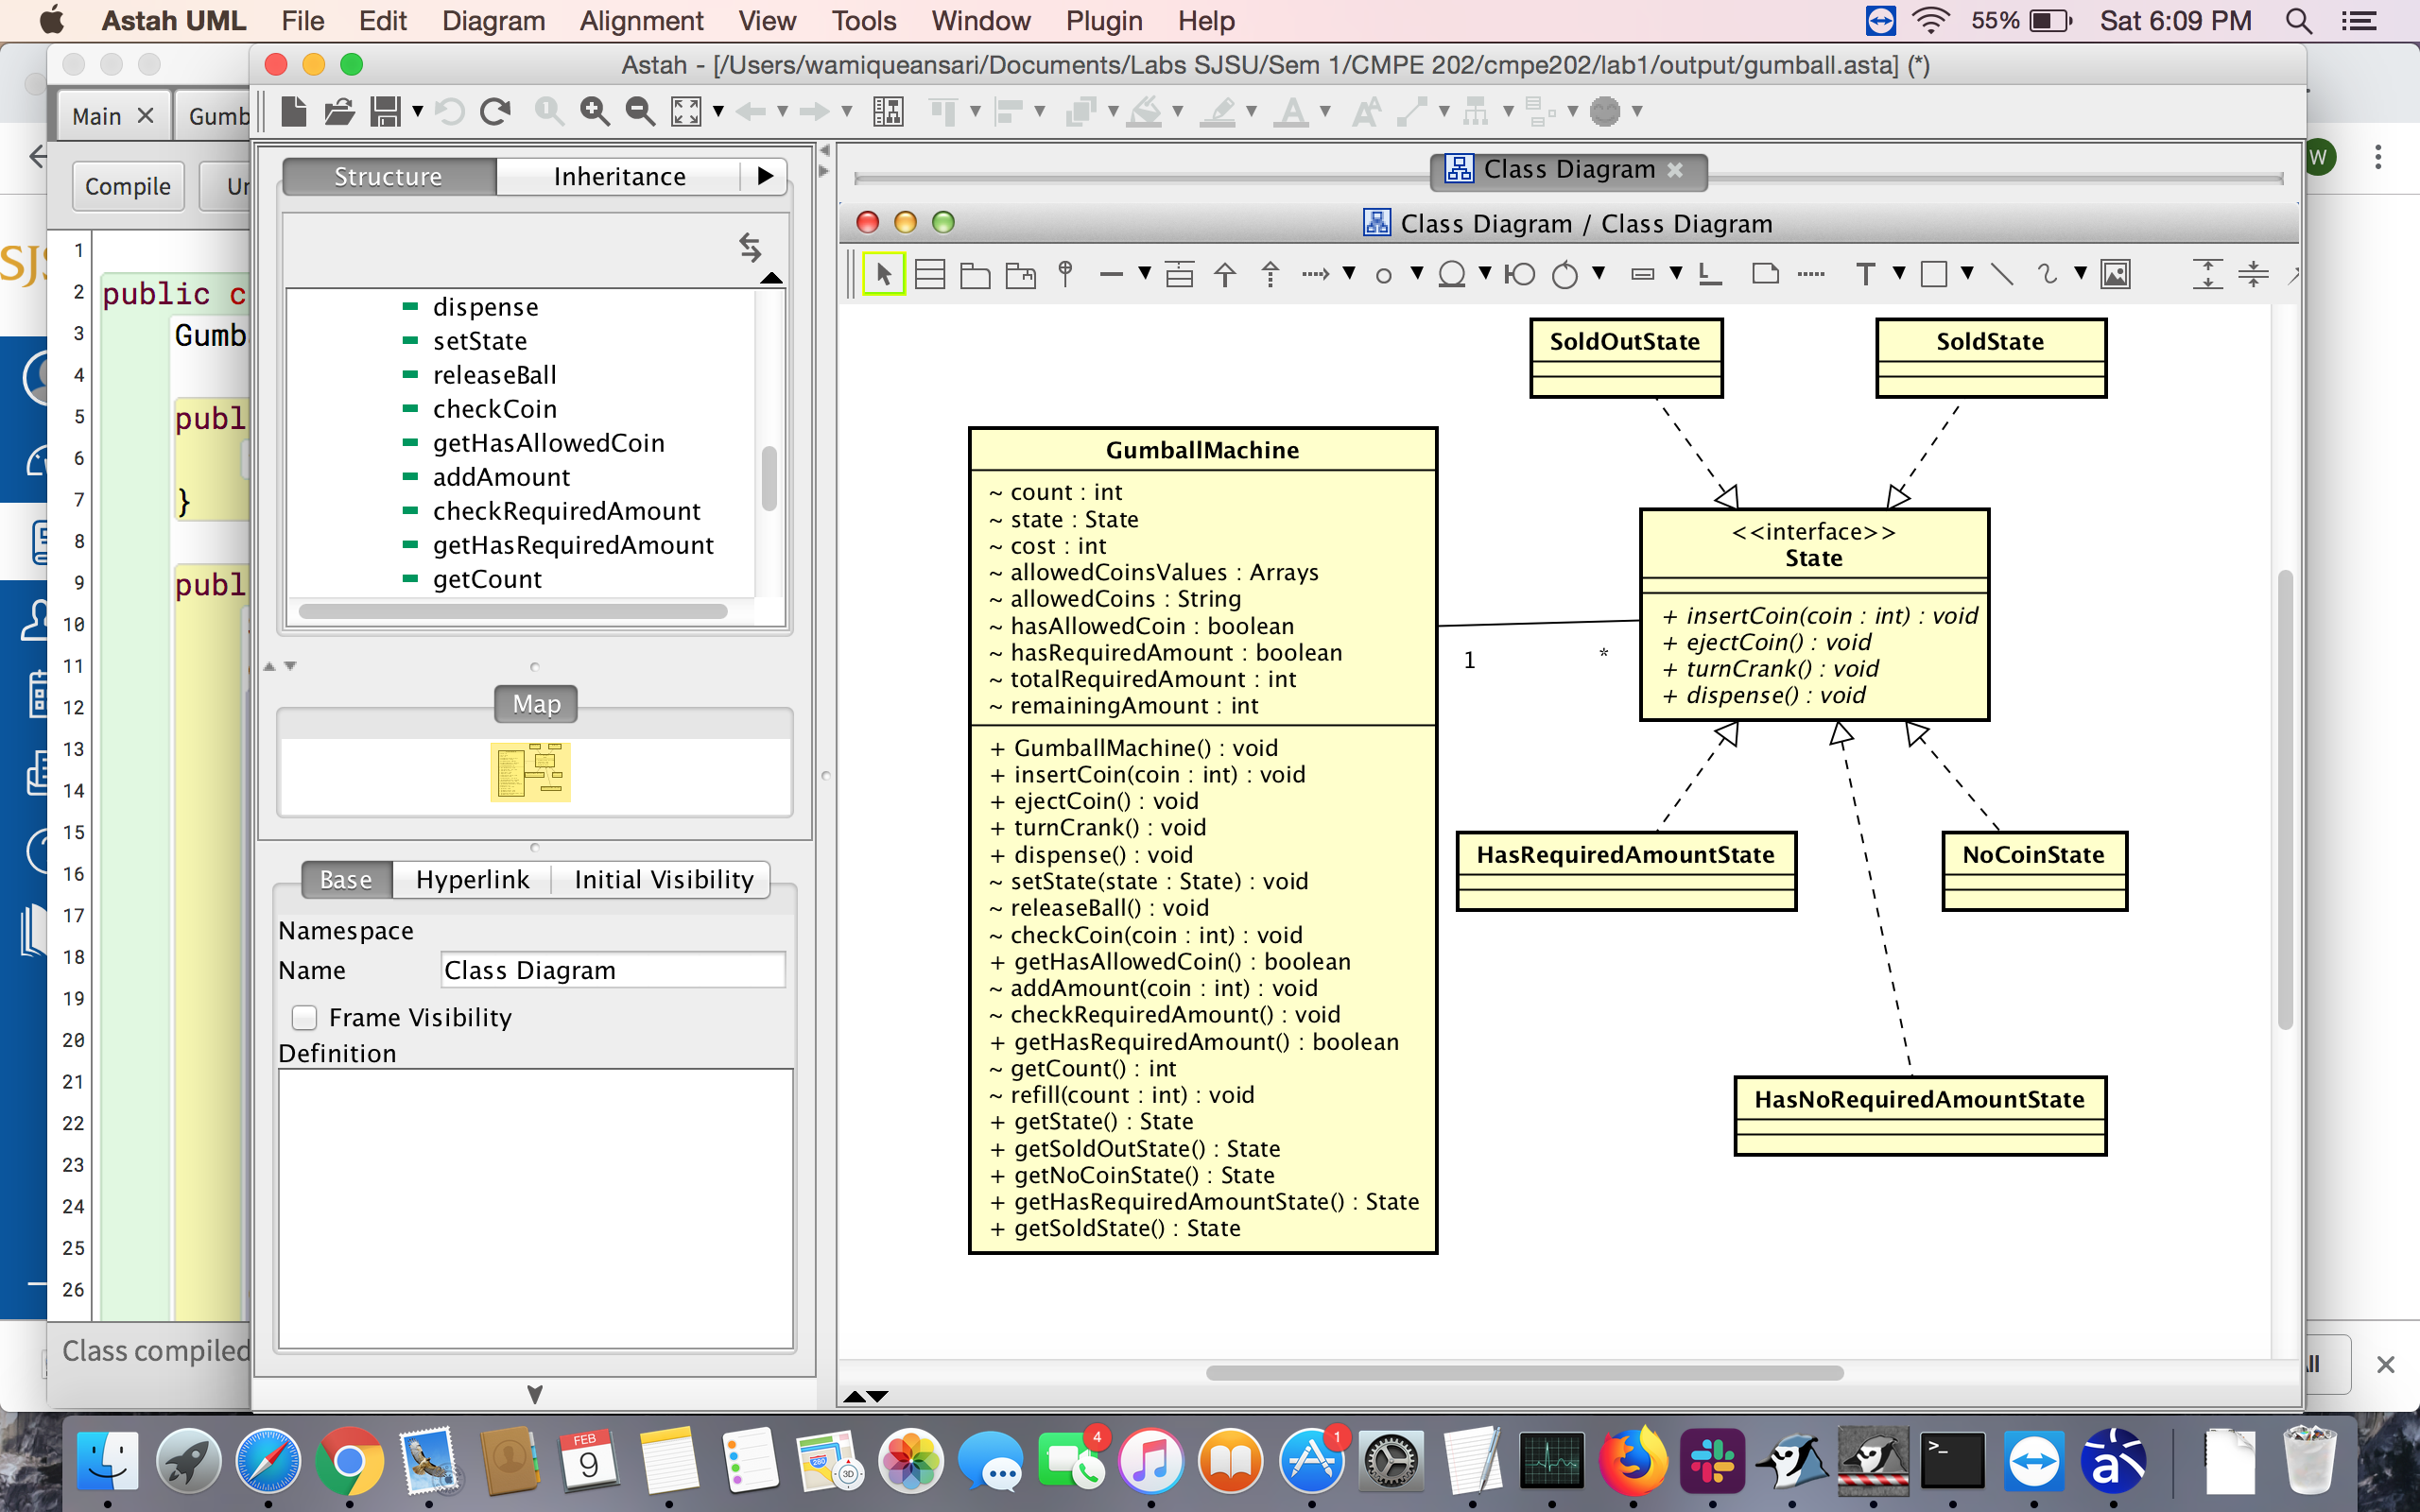 Astah UML File Edit Diagram Alignment View Tools Window Plugin Help 55% Sat 6:09 PM
Astah - [/Users/wamiqueansari/Documents/Labs SJSU/Sem 1/CMPE 202/cmpe202/lab1/output/gumball.asta] (*)
Main Gumb
Compile Un
1
2 public c
3 Gumb
4
5 publ
6
7 }
8
9 publ
10
11
12
13
14
15
16
17
18
19
20
21
22
23
24
25
26
Class compiled
SJS
W
Structure Inheritance
dispense
setState
releaseBall
checkCoin
getHasAllowedCoin
addAmount
checkRequiredAmount
getHasRequiredAmount
getCount
Map
Base Hyperlink Initial Visibility
Namespace
Name Class Diagram
Frame Visibility
Definition
Class Diagram
Class Diagram / Class Diagram
T
SoldOutState
SoldState
GumballMachine
~ count : int
~ state : State
~ cost : int
~ allowedCoinsValues : Arrays
~ allowedCoins : String
~ hasAllowedCoin : boolean
~ hasRequiredAmount : boolean
~ totalRequiredAmount : int
~ remainingAmount : int
+ GumballMachine() : void
+ insertCoin(coin : int) : void
+ ejectCoin() : void
+ turnCrank() : void
+ dispense() : void
~ setState(state : State) : void
~ releaseBall() : void
~ checkCoin(coin : int) : void
+ getHasAllowedCoin() : boolean
~ addAmount(coin : int) : void
~ checkRequiredAmount() : void
+ getHasRequiredAmount() : boolean
~ getCount() : int
~ refill(count : int) : void
+ getState() : State
+ getSoldOutState() : State
+ getNoCoinState() : State
+ getHasRequiredAmountState() : State
+ getSoldState() : State
1 *
<<interface>>
State
+ insertCoin(coin : int) : void
+ ejectCoin() : void
+ turnCrank() : void
+ dispense() : void
HasRequiredAmountState
NoCoinState
HasNoRequiredAmountState
FEB
9
280
3D
4
1
>_
a